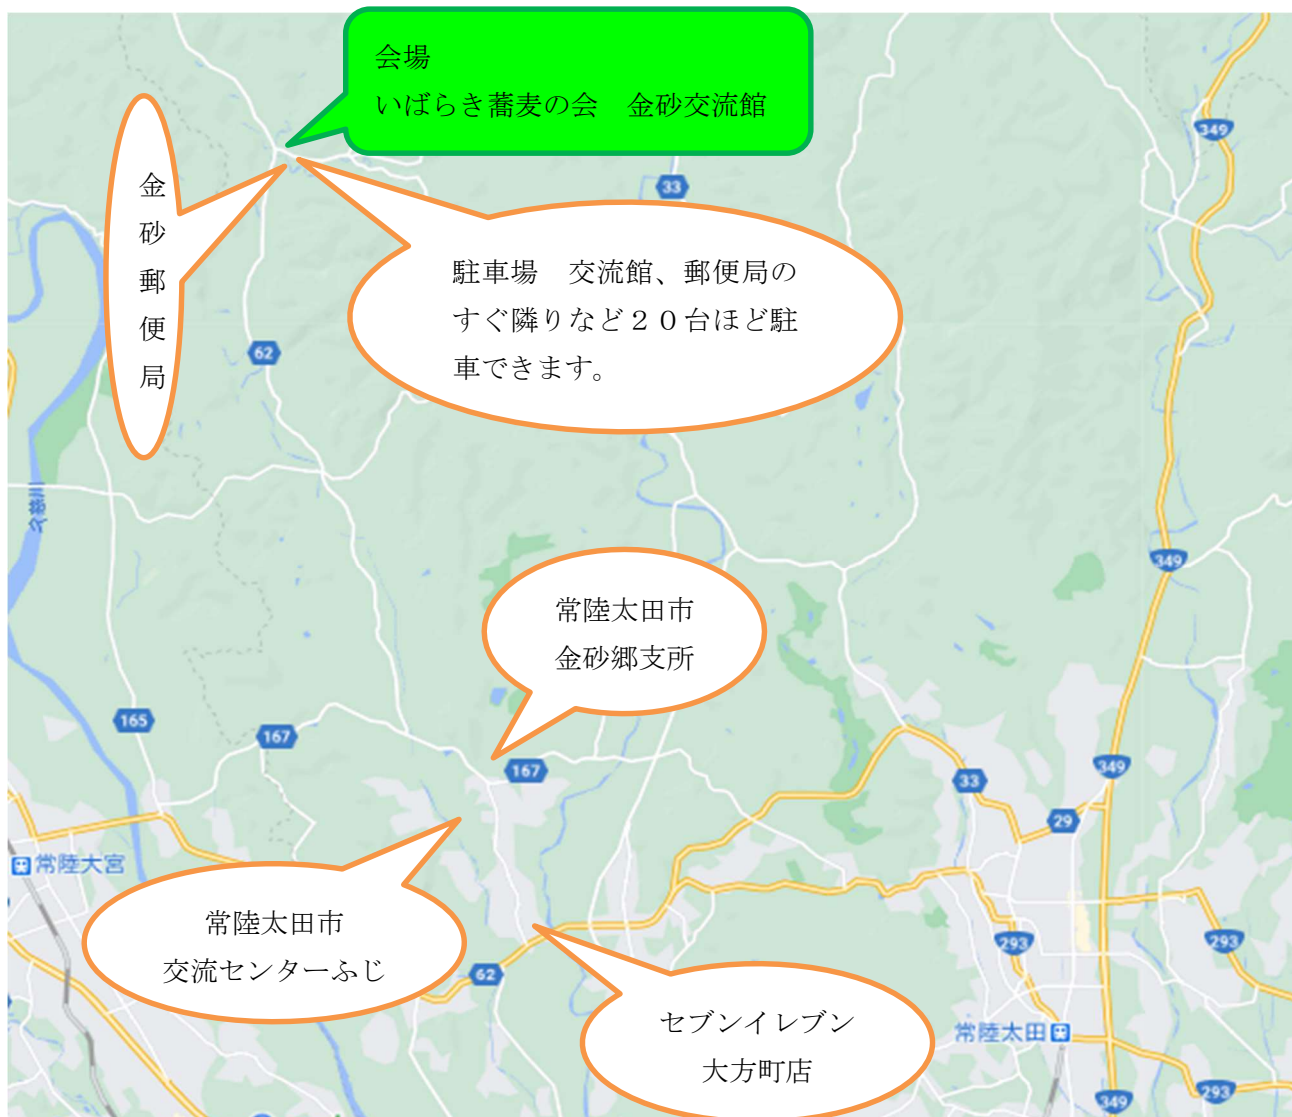 会場
いばらき蕎麦の会　金砂交流館
349
33
金砂郵便局
駐車場　交流館、郵便局の
すぐ隣りなど２０台ほど駐
車できます。
62
久慈川
349
常陸太田市
金砂郷支所
165
167
167
349
33
29
常陸大宮
常陸太田市
交流センターふじ
293
293
62
セブンイレブン
大方町店
常陸太田
349
293